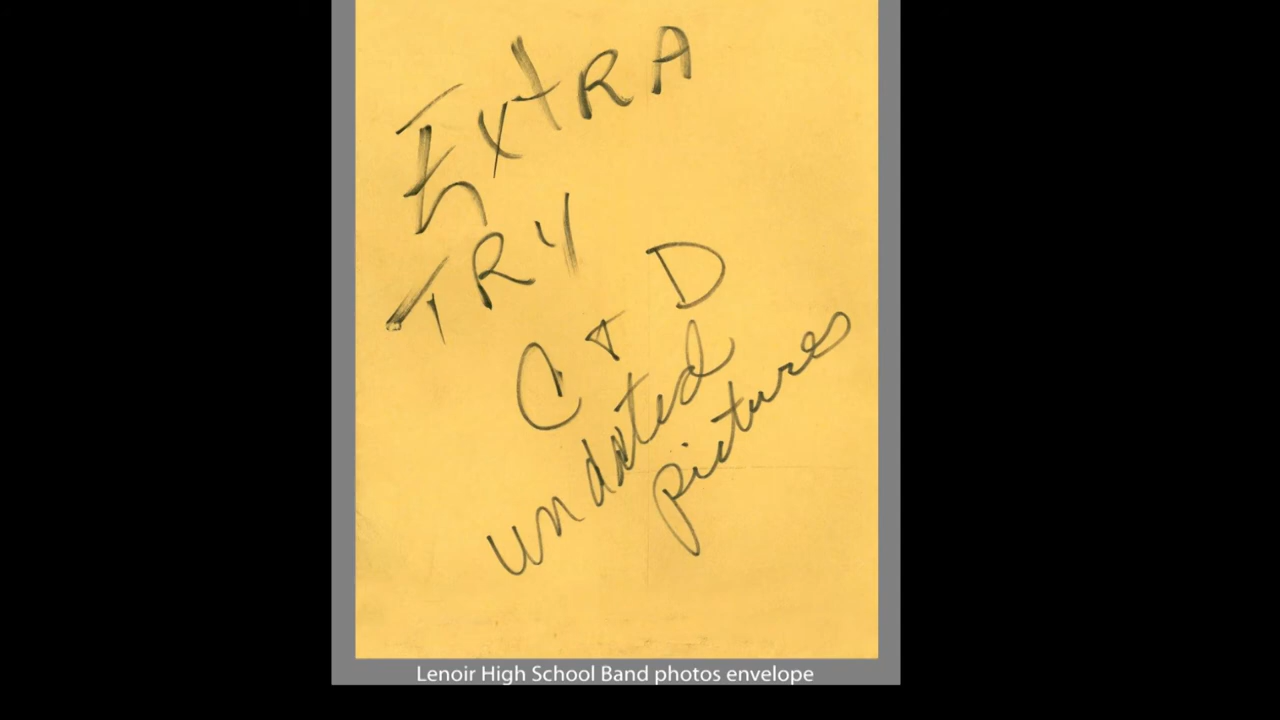 ExtRA
TRY
C + D
undated
pictures
Lenoir High School Band photos envelope